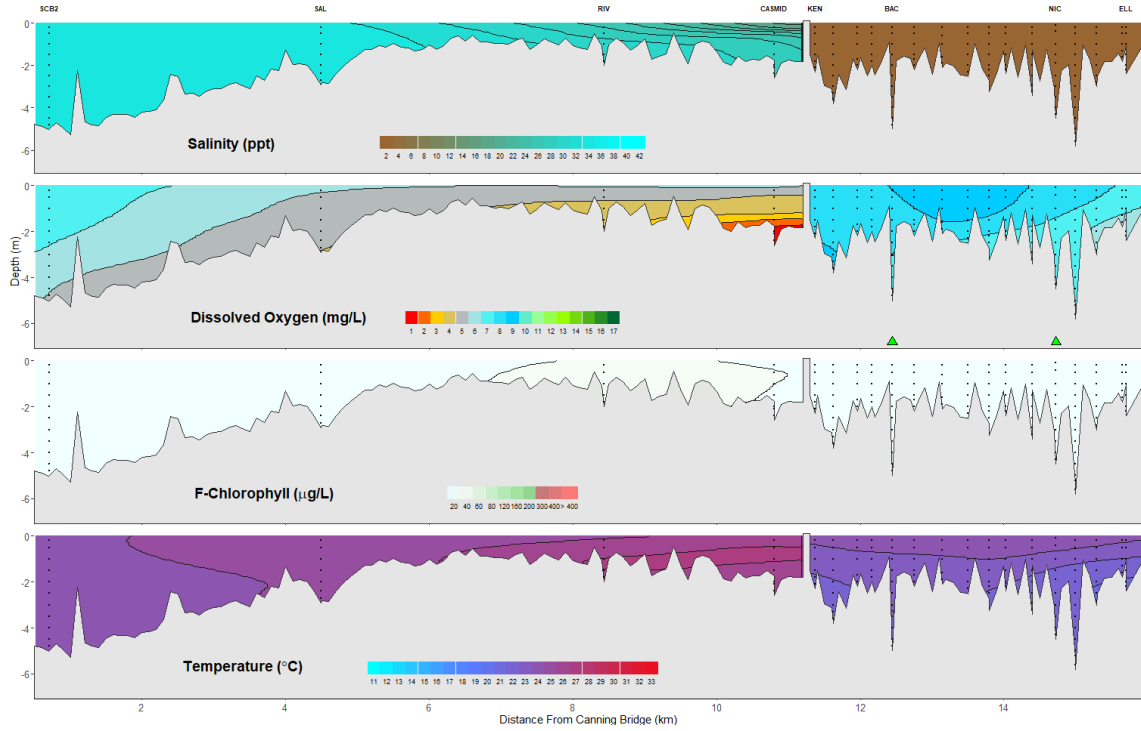 SCB2 SAL RIV CASMID KEN BAC NIC ELL
0
-2
-4
-6
Salinity (ppt)
2 4 6 8 10 12 14 16 18 20 22 24 26 28 30 32 34 36 38 40 42
0
-2
-4
-6
Depth (m)
Dissolved Oxygen (mg/L)
1 2 3 4 5 6 7 8 9 10 11 12 13 14 15 16 17
0
-2
-4
-6
F-Chlorophyll (μg/L)
20 40 60 80 120 160 200 300 400 > 400
0
-2
-4
-6
Temperature (°C)
11 12 13 14 15 16 17 18 19 20 21 22 23 24 25 26 27 28 29 30 31 32 33
2 4 6 8 10 12 14
Distance From Canning Bridge (km)